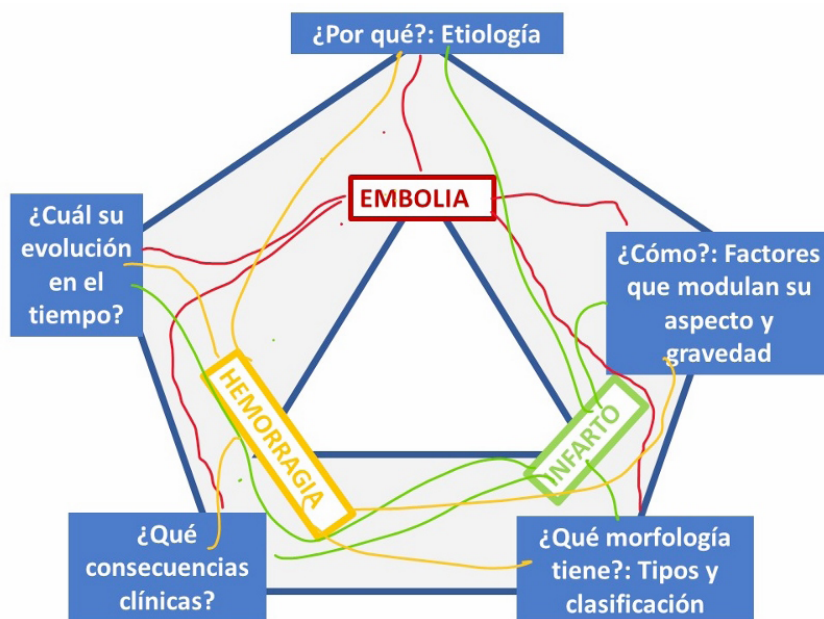 ¿Por qué?: Etiología
EMBOLIA
¿Cuál su
evolución
en el
tiempo?
¿Cómo?: Factores
que modulan su
aspecto y
gravedad
HEMORRAGIA
INFARTO
¿Qué
consecuencias
clínicas?
¿Qué morfología
tiene?: Tipos y
clasificación